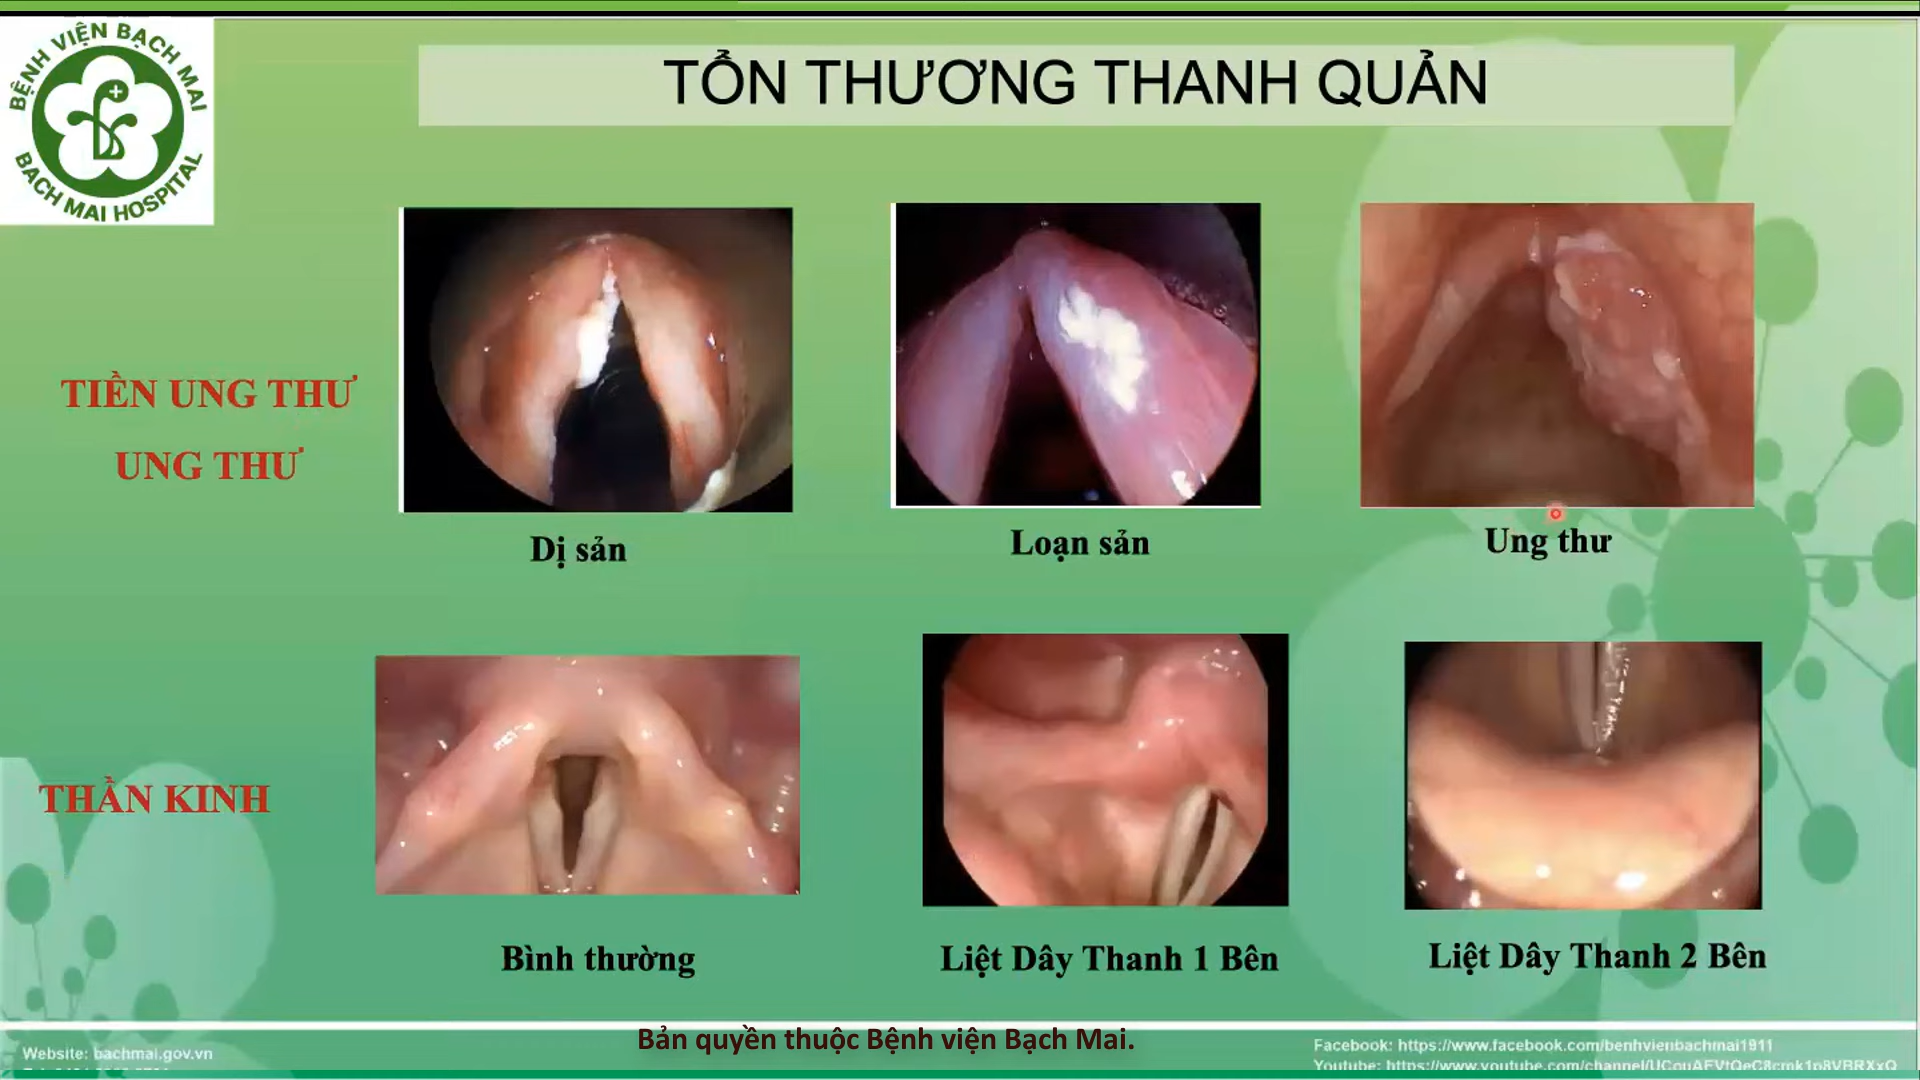 BỆNH VIỆN BẠCH MAI
BACH MAI HOSPITAL
TỔN THƯƠNG THANH QUẢN
TIỀN UNG THƯ
UNG THƯ
Dị sản
Loạn sản
Ung thư
THẦN KINH
Bình thường
Liệt Dây Thanh 1 Bên
Liệt Dây Thanh 2 Bên
Bản quyền thuộc Bệnh viện Bạch Mai.
Website: bachmai.gov.vn
Facebook: https://www.facebook.com/benhvienbachmai1911
Youtube: